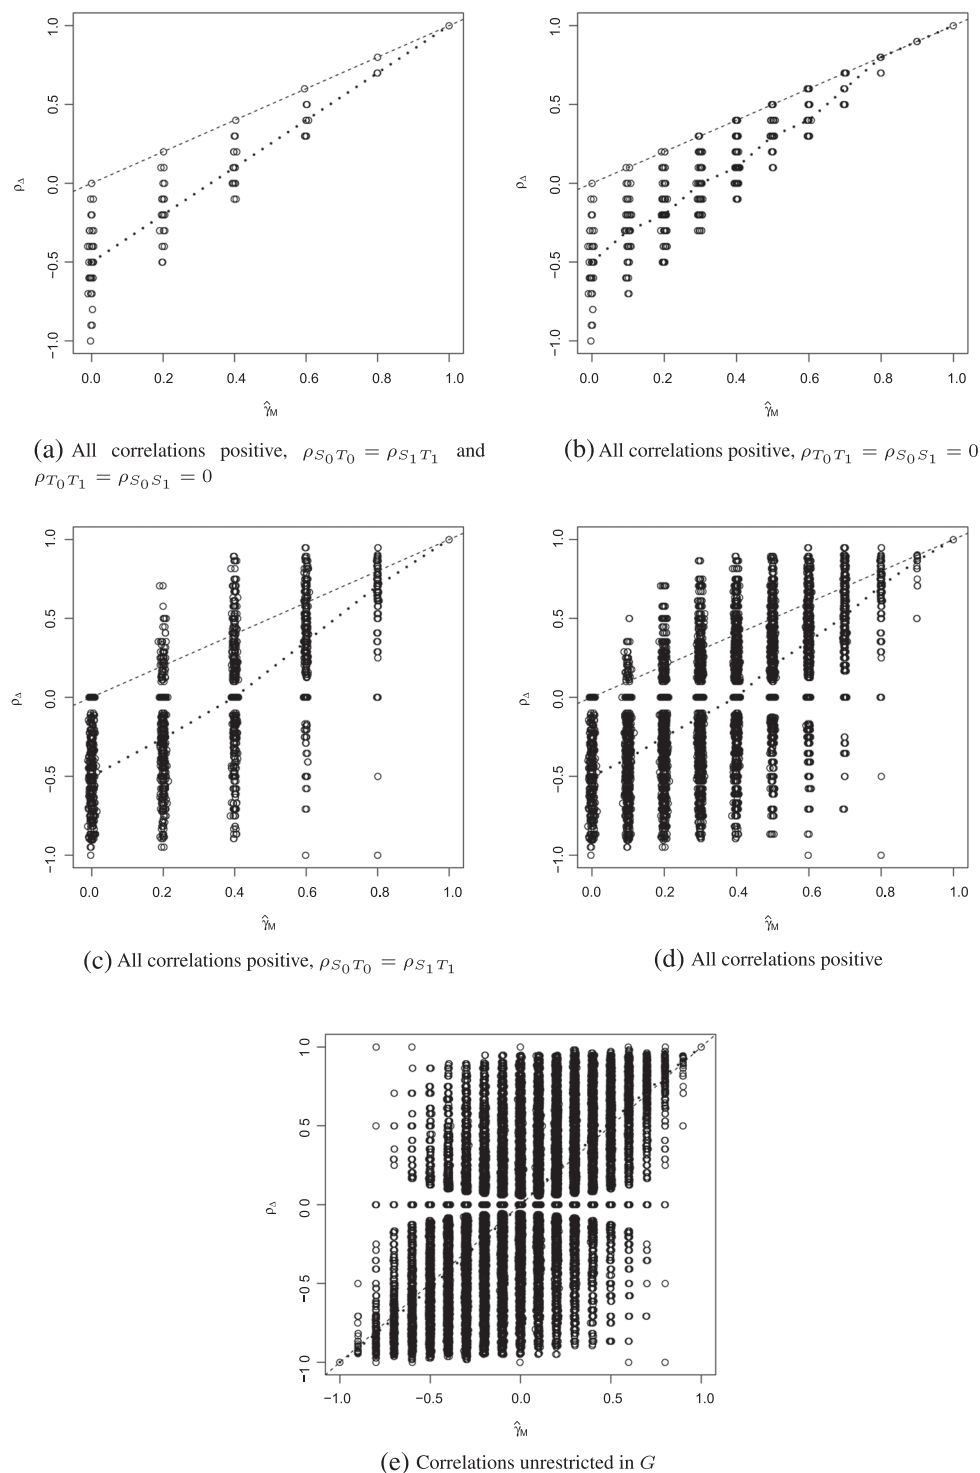 1.0
0.5
0.0
−0.5
−1.0
ρΔ
0.0 0.2 0.4 0.6 0.8 1.0
γ̂M
(a) All correlations positive, ρS0T0 = ρS1T1 and
ρT0T1 = ρS0S1 = 0
1.0
0.5
0.0
−0.5
−1.0
ρΔ
0.0 0.2 0.4 0.6 0.8 1.0
γ̂M
(b) All correlations positive, ρT0T1 = ρS0S1 = 0
1.0
0.5
0.0
−0.5
−1.0
ρΔ
0.0 0.2 0.4 0.6 0.8 1.0
γ̂M
(c) All correlations positive, ρS0T0 = ρS1T1
1.0
0.5
0.0
−0.5
−1.0
ρΔ
0.0 0.2 0.4 0.6 0.8 1.0
γ̂M
(d) All correlations positive
1.0
0.5
0.0
−0.5
−1.0
ρΔ
−1.0 −0.5 0.0 0.5 1.0
γ̂M
(e) Correlations unrestricted in G